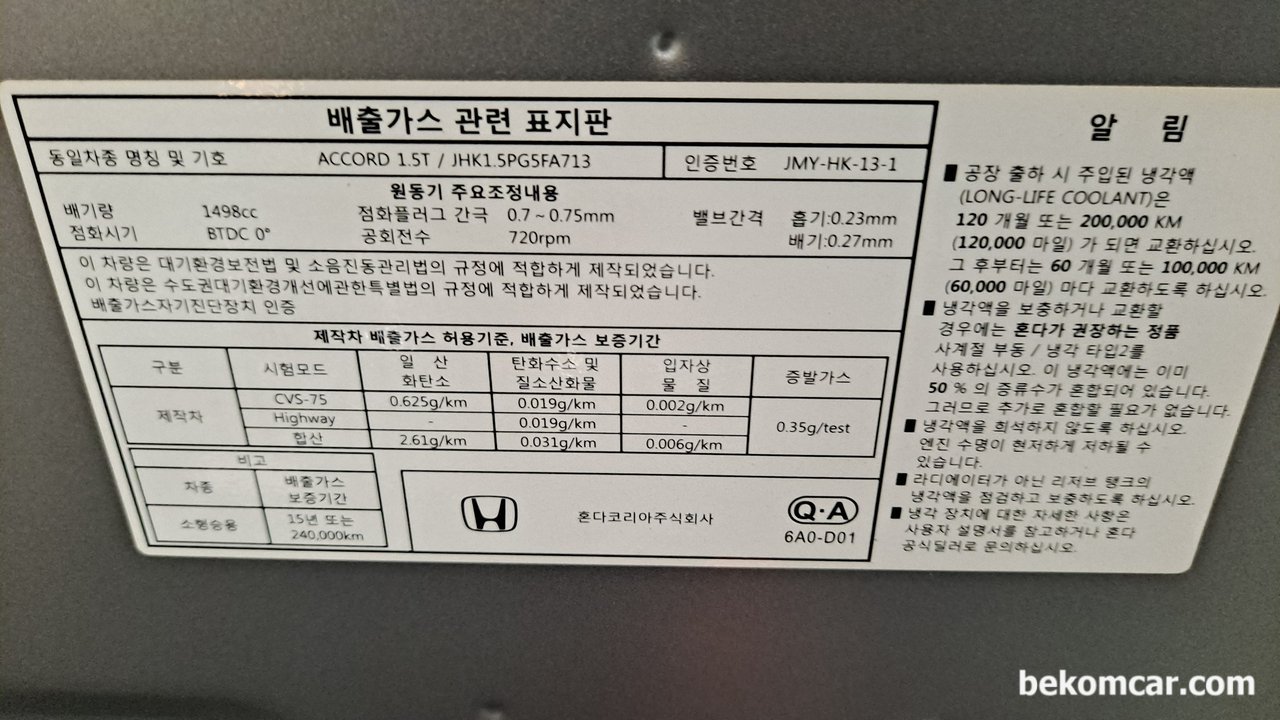 배출가스 관련 표지판
동일차종 명칭 및 기호 ACCORD 1.5T / JHK1.5PG5FA713 인증번호 JMY-HK-13-1
원동기 주요조정내용
배기량 1498cc 점화플러그 간극 0.7 ~ 0.75mm 밸브간격 흡기:0.23mm
점화시기 BTDC 0° 공회전수 720rpm 배기:0.27mm
이 차량은 대기환경보전법 및 소음진동관리법의 규정에 적합하게 제작되었습니다.
이 차량은 수도권대기환경개선에관한특별법의 규정에 적합하게 제작되었습니다.
배출가스자기진단장치 인증
제작차 배출가스 허용기준, 배출가스 보증기간
구분 시험모드 일 산 화탄소 탄화수소 및 질소산화물 입자상 물 질 증발가스
제작차 CVS-75 0.625g/km 0.019g/km 0.002g/km 0.35g/test
Highway - 0.019g/km -
합산 2.61g/km 0.031g/km 0.006g/km
비고
차종 배출가스 보증기간
소형승용 15년 또는 240,000km
혼다코리아주식회사
Q·A
6A0-D01
알 림
■ 공장 출하 시 주입된 냉각액
(LONG-LIFE COOLANT)은
120 개월 또는 200,000 KM
(120,000 마일) 가 되면 교환하십시오.
그 후부터는 60 개월 또는 100,000 KM
(60,000 마일) 마다 교환하도록 하십시오.
■ 냉각액을 보충하거나 교환할
경우에는 혼다가 권장하는 정품
사계절 부동 / 냉각 타입2를
사용하십시오. 이 냉각액에는 이미
50 % 의 증류수가 혼합되어 있습니다.
그러므로 추가로 혼합할 필요가 없습니다.
■ 냉각액을 희석하지 않도록 하십시오.
엔진 수명이 현저하게 저하될 수
있습니다.
■ 라디에이터가 아닌 리저브 탱크의
냉각액을 점검하고 보충하도록 하십시오.
■ 냉각 장치에 대한 자세한 사항은
사용자 설명서를 참고하거나 혼다
공식딜러로 문의하십시오.
bekomcar.com